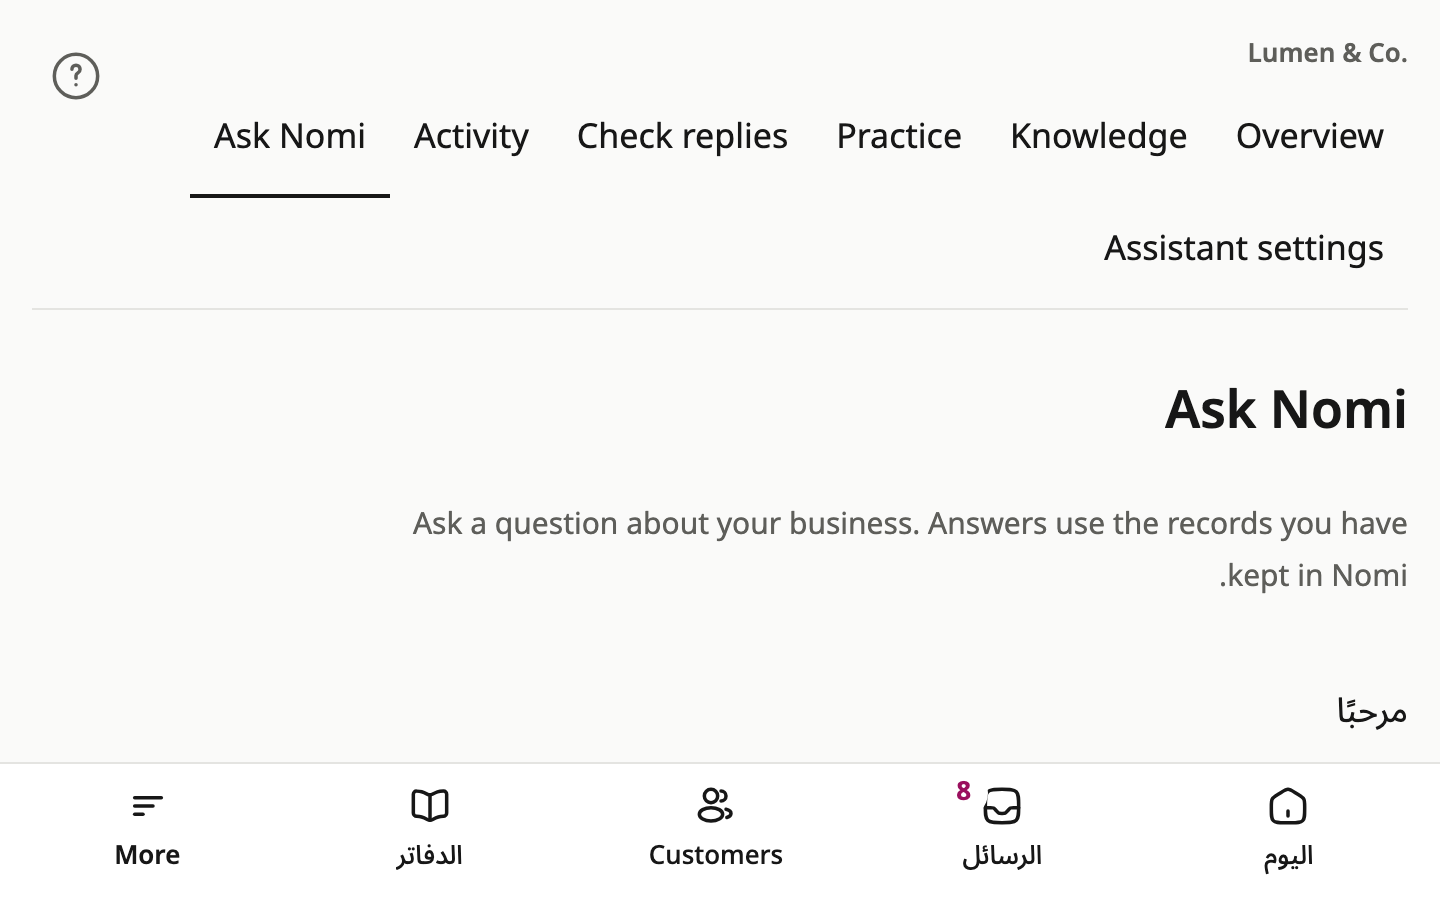 Lumen & Co.
Overview
Knowledge
Practice
Check replies
Activity
Ask Nomi
Assistant settings
Ask Nomi
Ask a question about your business. Answers use the records you have
kept in Nomi.
مرحبًا
اليوم
الرسائل
8
Customers
الدفاتر
More